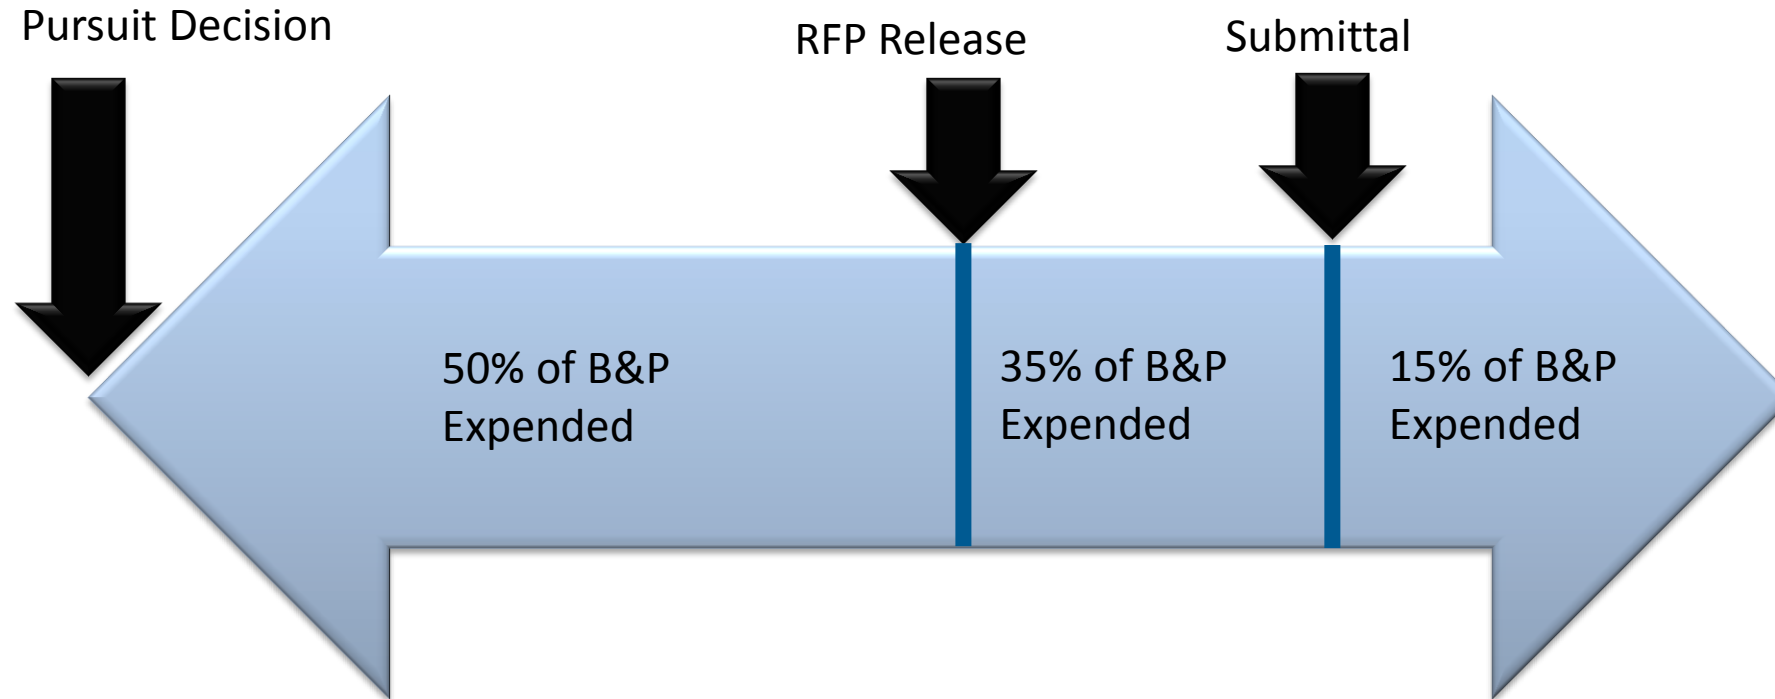 Pursuit Decision
RFP Release
Submittal
50% of B&P
Expended
35% of B&P
Expended
15% of B&P
Expended